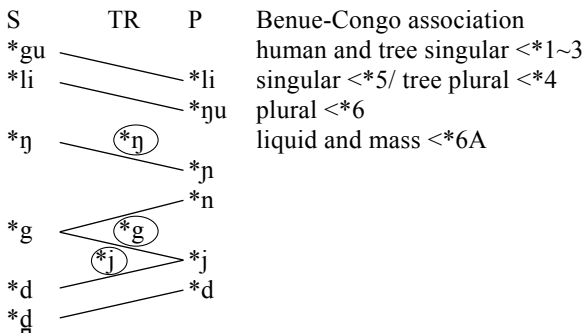 S TR P Benue-Congo association
*gu human and tree singular <*1~3
*li *li singular <*5/ tree plural <*4
*ŋu plural <*6
*ŋ *ŋ liquid and mass <*6A
*ɲ
*n
*g *g
*j *j
*d *d
*d̪